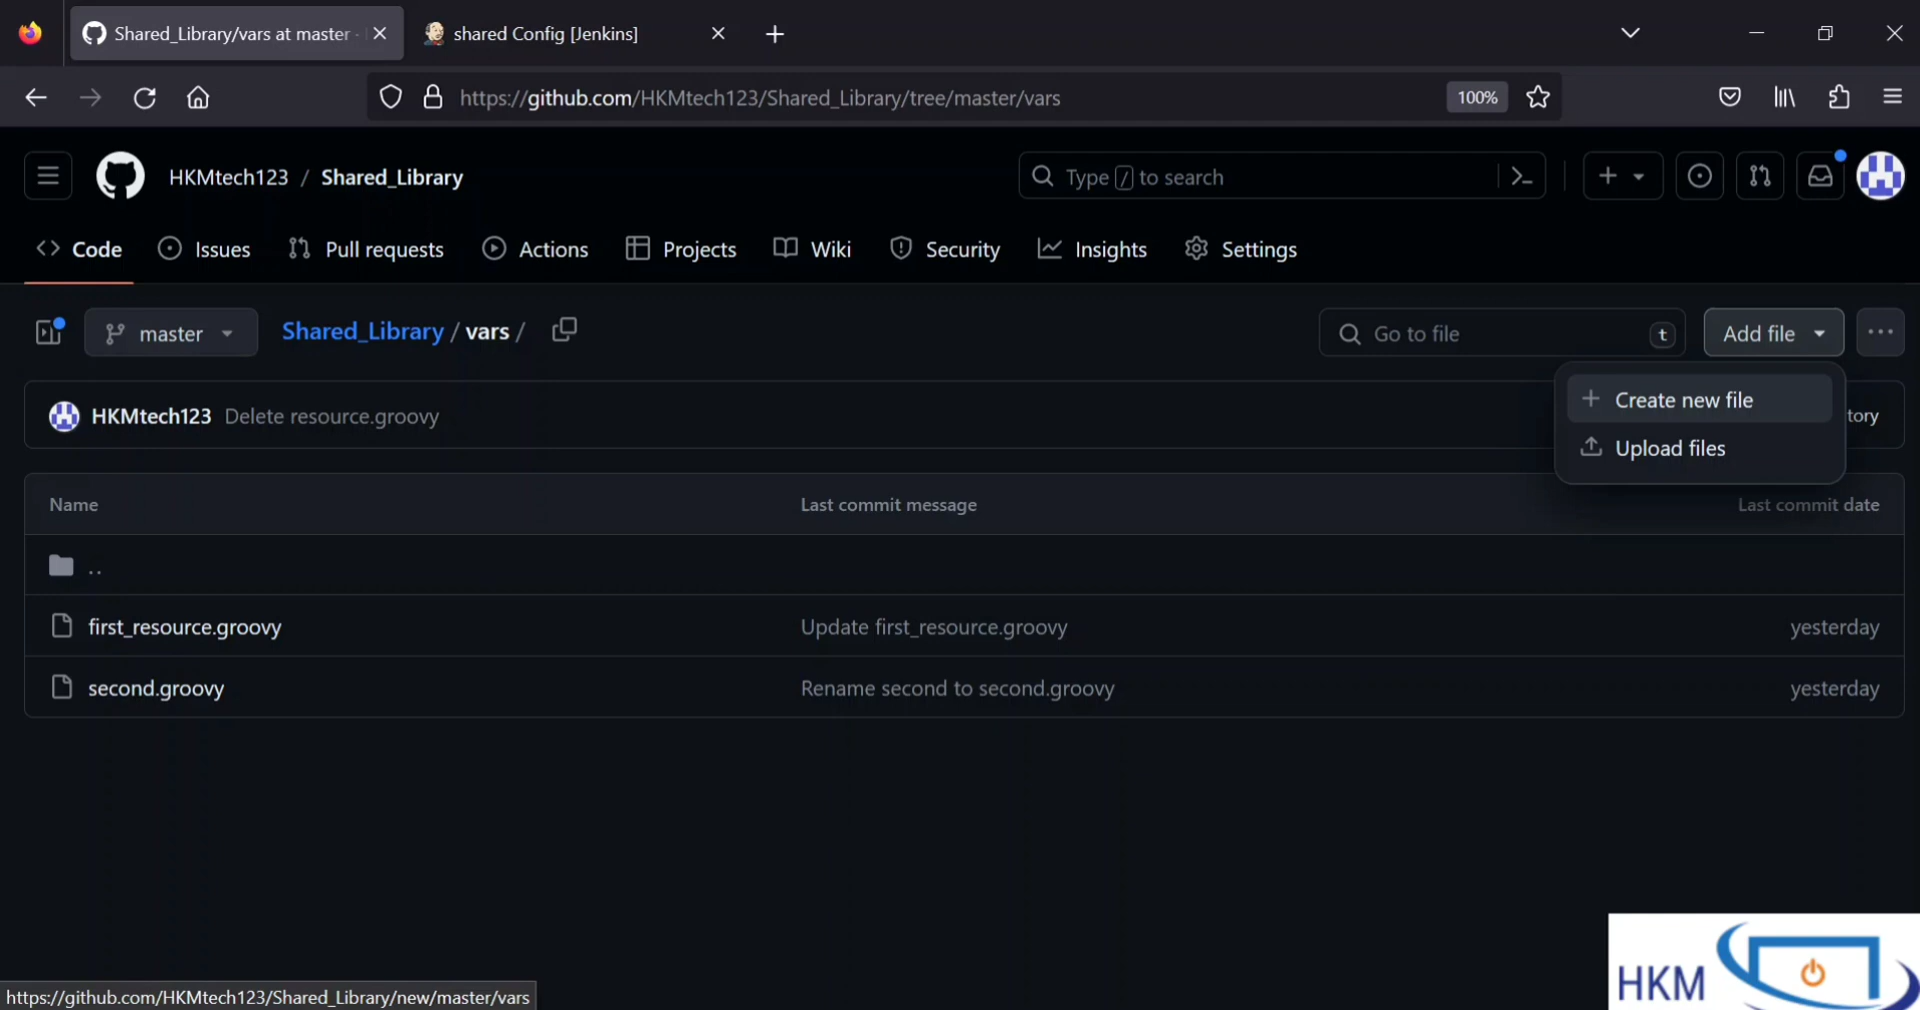 Shared_Library/vars at master -
shared Config [Jenkins]
https://github.com/HKMtech123/Shared_Library/tree/master/vars
100%
HKMtech123 / Shared_Library
Type / to search
Code
Issues
Pull requests
Actions
Projects
Wiki
Insights
Security
Settings
master
Shared_Library / vars /
Go to file
t
Add file
HKMtech123 Delete resource.groovy
Create new file
tory
Upload files
Name
Last commit message
Last commit date
..
first_resource.groovy
Update first_resource.groovy
yesterday
second.groovy
Rename second to second.groovy
yesterday
https://github.com/HKMtech123/Shared_Library/new/master/vars
HKM